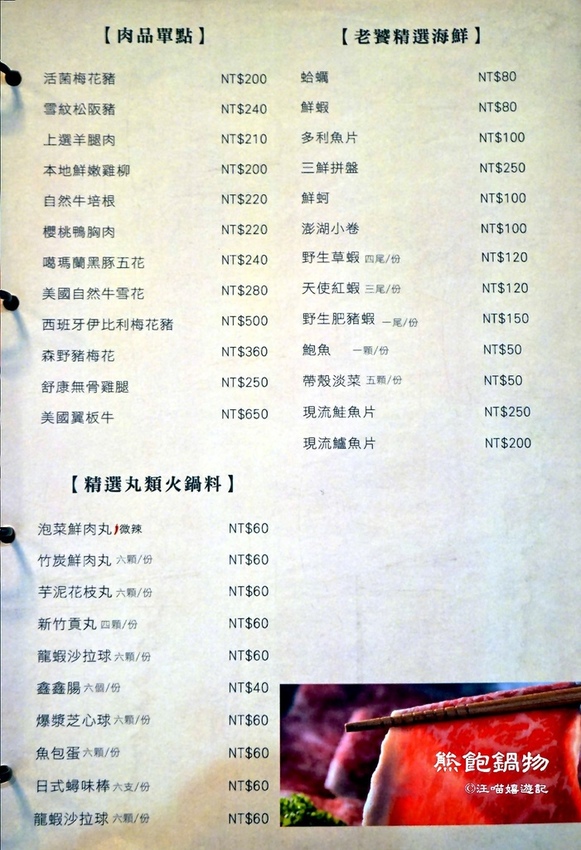 【肉品單點】
活菌梅花豬 NT$200
雪紋松阪豬 NT$240
上選羊腿肉 NT$210
本地鮮嫩雞柳 NT$200
自然牛培根 NT$220
櫻桃鴨胸肉 NT$220
噶瑪蘭黑豚五花 NT$240
美國自然牛雪花 NT$280
西班牙伊比利梅花豬 NT$500
森野豬梅花 NT$360
舒康無骨雞腿 NT$250
美國翼板牛 NT$650
【老饕精選海鮮】
蛤蠣 NT$80
鮮蝦 NT$80
多利魚片 NT$100
三鮮拼盤 NT$250
鮮蚵 NT$100
澎湖小卷 NT$100
野生草蝦 四尾/份 NT$120
天使紅蝦 三尾/份 NT$120
野生肥豬蝦 一尾/份 NT$150
鮑魚 一顆/份 NT$50
帶殼淡菜 五顆/份 NT$50
現流鮭魚片 NT$250
現流鱸魚片 NT$200
【精選丸類火鍋料】
泡菜鮮肉丸 微辣 NT$60
竹炭鮮肉丸 六顆/份 NT$60
芋泥花枝丸 六顆/份 NT$60
新竹貢丸 四顆/份 NT$60
龍蝦沙拉球 六顆/份 NT$60
鑫鑫腸 六個/份 NT$40
爆漿芝心球 六顆/份 NT$60
魚包蛋 六顆/份 NT$60
日式蟳味棒 六支/份 NT$60
龍蝦沙拉球 六顆/份 NT$60
熊飽鍋物
©汪喵嬉遊記